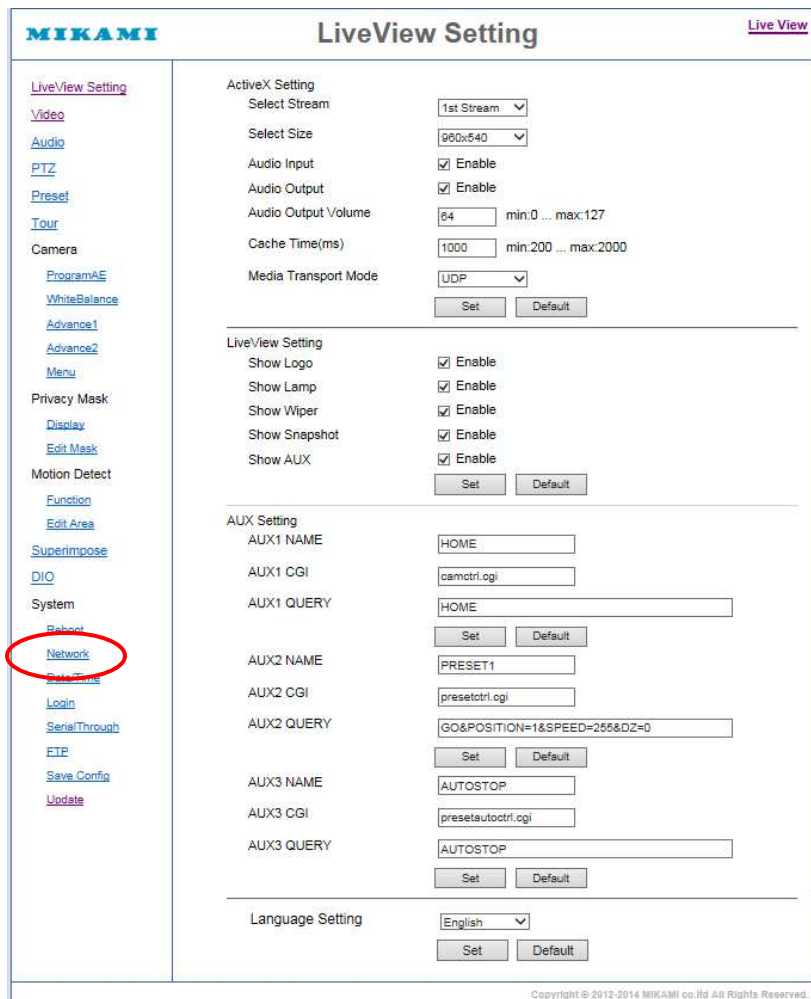 MIKAMI
LiveView Setting
Live View
LiveView Setting
Video
Audio
PTZ
Preset
Tour
Camera
ProgramAE
WhiteBalance
Advance1
Advance2
Menu
Privacy Mask
Display
Edit Mask
Motion Detect
Function
Edit Area
Superimpose
DIO
System
Reboot
Network
Date/Time
Login
SerialThrough
FTP
Save Config
Update
ActiveX Setting
Select Stream 1st Stream
Select Size 960x540
Audio Input Enable
Audio Output Enable
Audio Output Volume 64 min:0 ... max:127
Cache Time(ms) 1000 min:200 ... max:2000
Media Transport Mode UDP
Set Default
LiveView Setting
Show Logo Enable
Show Lamp Enable
Show Wiper Enable
Show Snapshot Enable
Show AUX Enable
Set Default
AUX Setting
AUX1 NAME HOME
AUX1 CGI camctrl.cgi
AUX1 QUERY HOME
Set Default
AUX2 NAME PRESET1
AUX2 CGI presetctrl.cgi
AUX2 QUERY GO&POSITION=1&SPEED=255&DZ=0
Set Default
AUX3 NAME AUTOSTOP
AUX3 CGI presetautoctrl.cgi
AUX3 QUERY AUTOSTOP
Set Default
Language Setting English
Set Default
Copyright © 2012-2014 MIKAMI co.ltd All Rights Reserved.